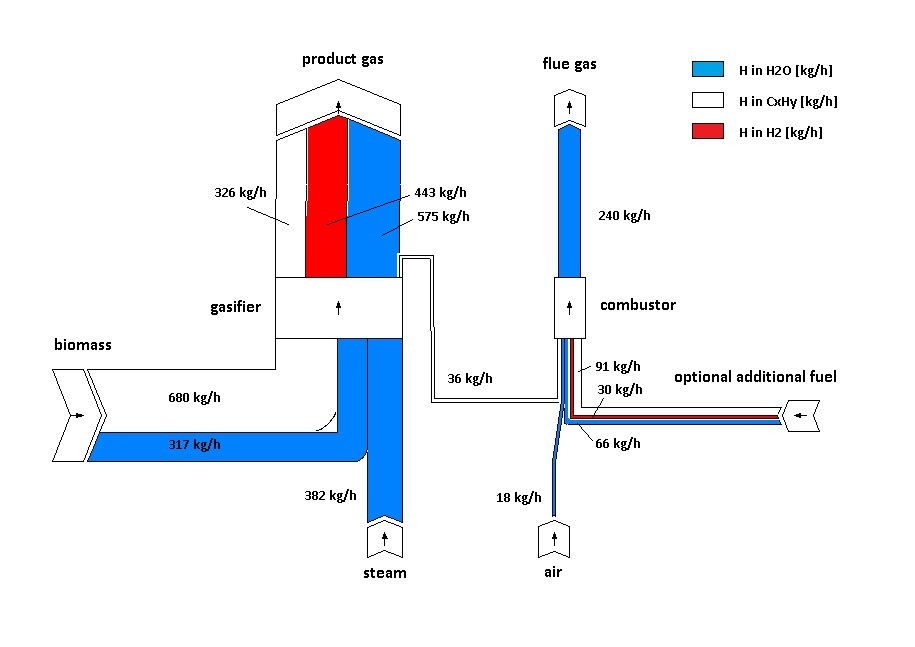 product gas
flue gas
H in H2O [kg/h]
H in CxHy [kg/h]
H in H2 [kg/h]
326 kg/h
443 kg/h
575 kg/h
240 kg/h
gasifier
combustor
biomass
91 kg/h
optional additional fuel
36 kg/h
30 kg/h
680 kg/h
317 kg/h
66 kg/h
382 kg/h
18 kg/h
steam
air